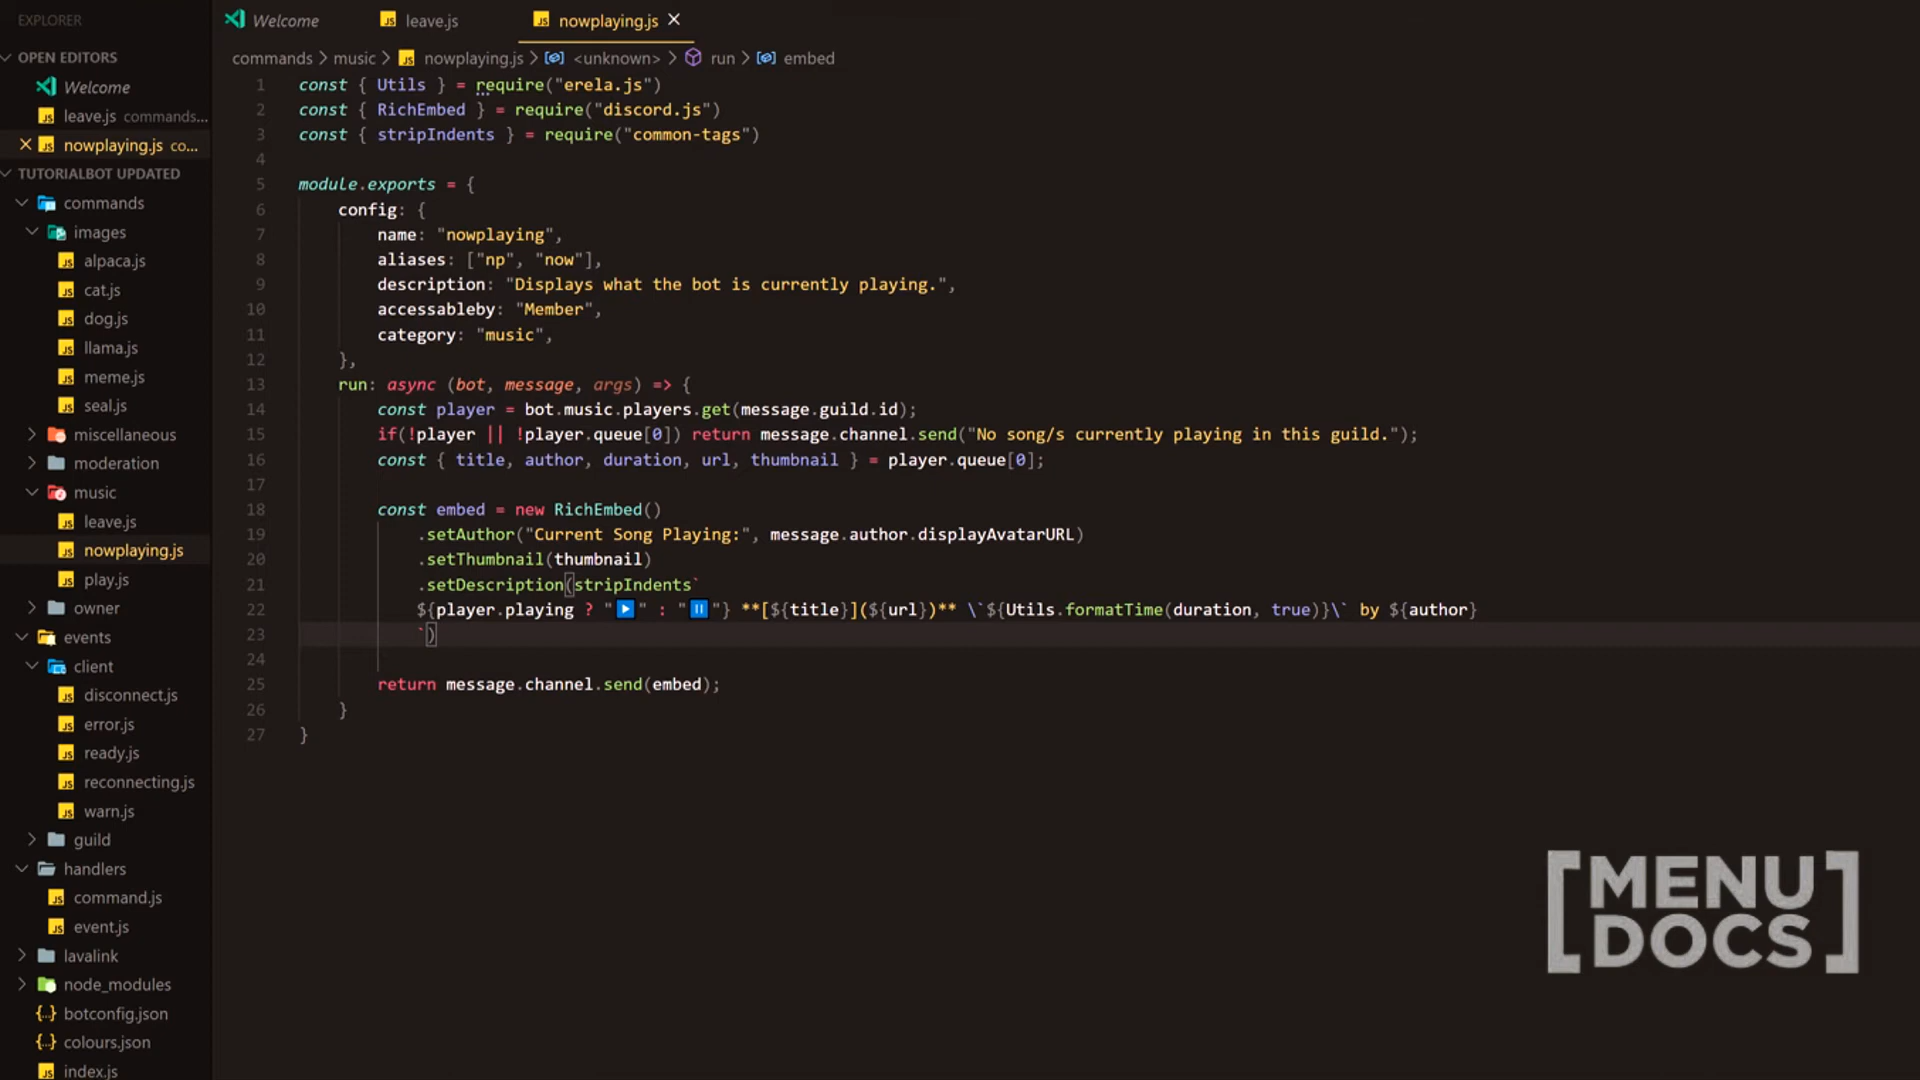 EXPLORER
OPEN EDITORS
Welcome
leave.js commands...
nowplaying.js co...
TUTORIALBOT UPDATED
commands
images
alpaca.js
cat.js
dog.js
llama.js
meme.js
seal.js
miscellaneous
moderation
music
leave.js
nowplaying.js
play.js
owner
events
client
disconnect.js
error.js
ready.js
reconnecting.js
warn.js
guild
handlers
command.js
event.js
lavalink
node_modules
botconfig.json
colours.json
index.js
Welcome leave.js nowplaying.js
commands > music > nowplaying.js > <unknown> > run > embed
1 const { Utils } = require("erela.js")
2 const { RichEmbed } = require("discord.js")
3 const { stripIndents } = require("common-tags")
4
5 module.exports = {
6 config: {
7 name: "nowplaying",
8 aliases: ["np", "now"],
9 description: "Displays what the bot is currently playing.",
10 accessableby: "Member",
11 category: "music",
12 },
13 run: async (bot, message, args) => {
14 const player = bot.music.players.get(message.guild.id);
15 if(!player || !player.queue[0]) return message.channel.send("No song/s currently playing in this guild.");
16 const { title, author, duration, url, thumbnail } = player.queue[0];
17
18 const embed = new RichEmbed()
19 .setAuthor("Current Song Playing:", message.author.displayAvatarURL)
20 .setThumbnail(thumbnail)
21 .setDescription(stripIndents`
22 ${player.playing ? "▶️" : "⏸️"} **[${title}](${url})** \`${Utils.formatTime(duration, true)}\` by ${author}
23 `)
24
25 return message.channel.send(embed);
26 }
27 }
[MENU
DOCS]